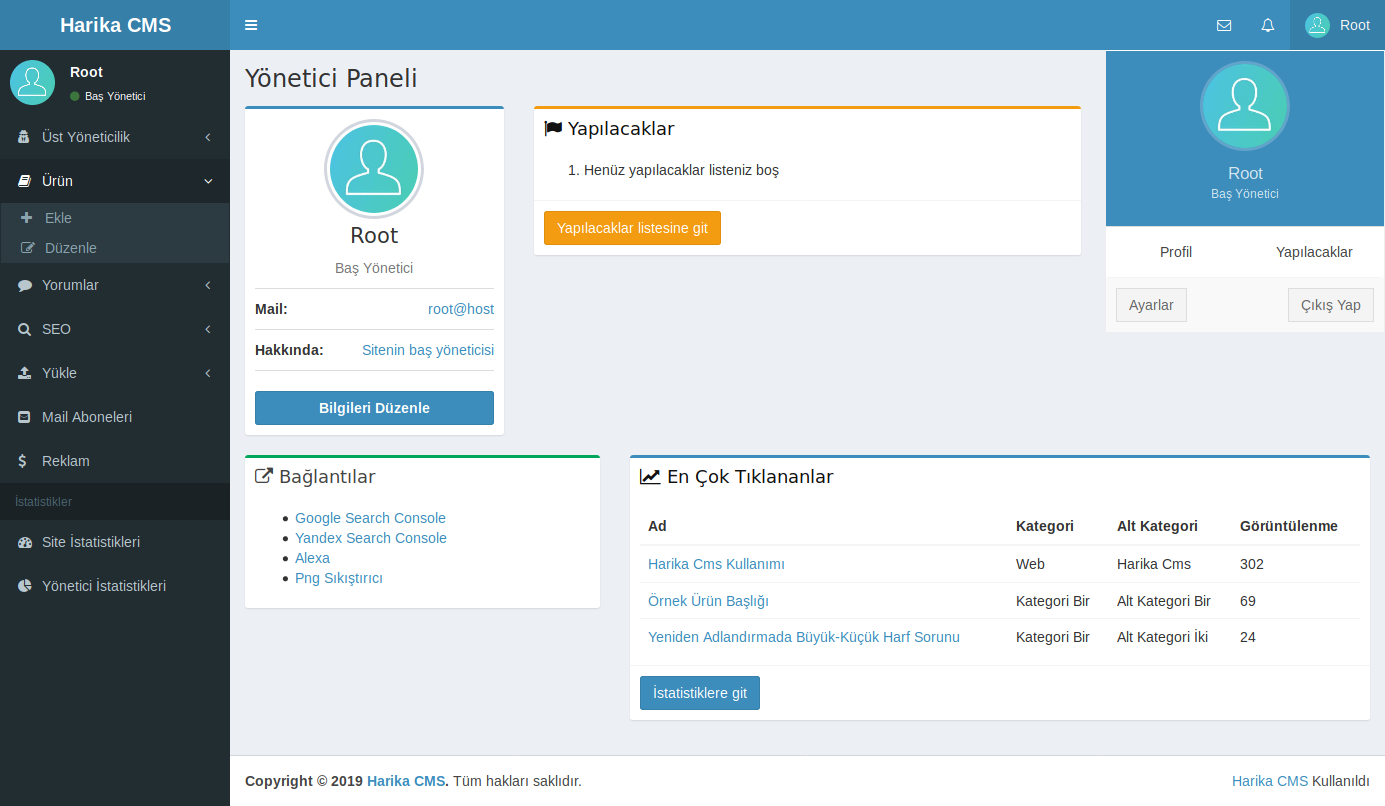 Harika CMS
Root
Root
Baş Yönetici
Üst Yöneticilik
Ürün
Ekle
Düzenle
Yorumlar
SEO
Yükle
Mail Aboneleri
Reklam
İstatistikler
Site İstatistikleri
Yönetici İstatistikleri
Yönetici Paneli
Root
Baş Yönetici
Mail: root@host
Hakkında: Sitenin baş yöneticisi
Bilgileri Düzenle
Yapılacaklar
1. Henüz yapılacaklar listeniz boş
Yapılacaklar listesine git
Root
Baş Yönetici
Profil Yapılacaklar
Ayarlar Çıkış Yap
Bağlantılar
Google Search Console
Yandex Search Console
Alexa
Png Sıkıştırıcı
En Çok Tıklananlar
Ad Kategori Alt Kategori Görüntülenme
Harika Cms Kullanımı Web Harika Cms 302
Örnek Ürün Başlığı Kategori Bir Alt Kategori Bir 69
Yeniden Adlandırmada Büyük-Küçük Harf Sorunu Kategori Bir Alt Kategori İki 24
İstatistiklere git
Copyright © 2019 Harika CMS. Tüm hakları saklıdır.
Harika CMS Kullanıldı